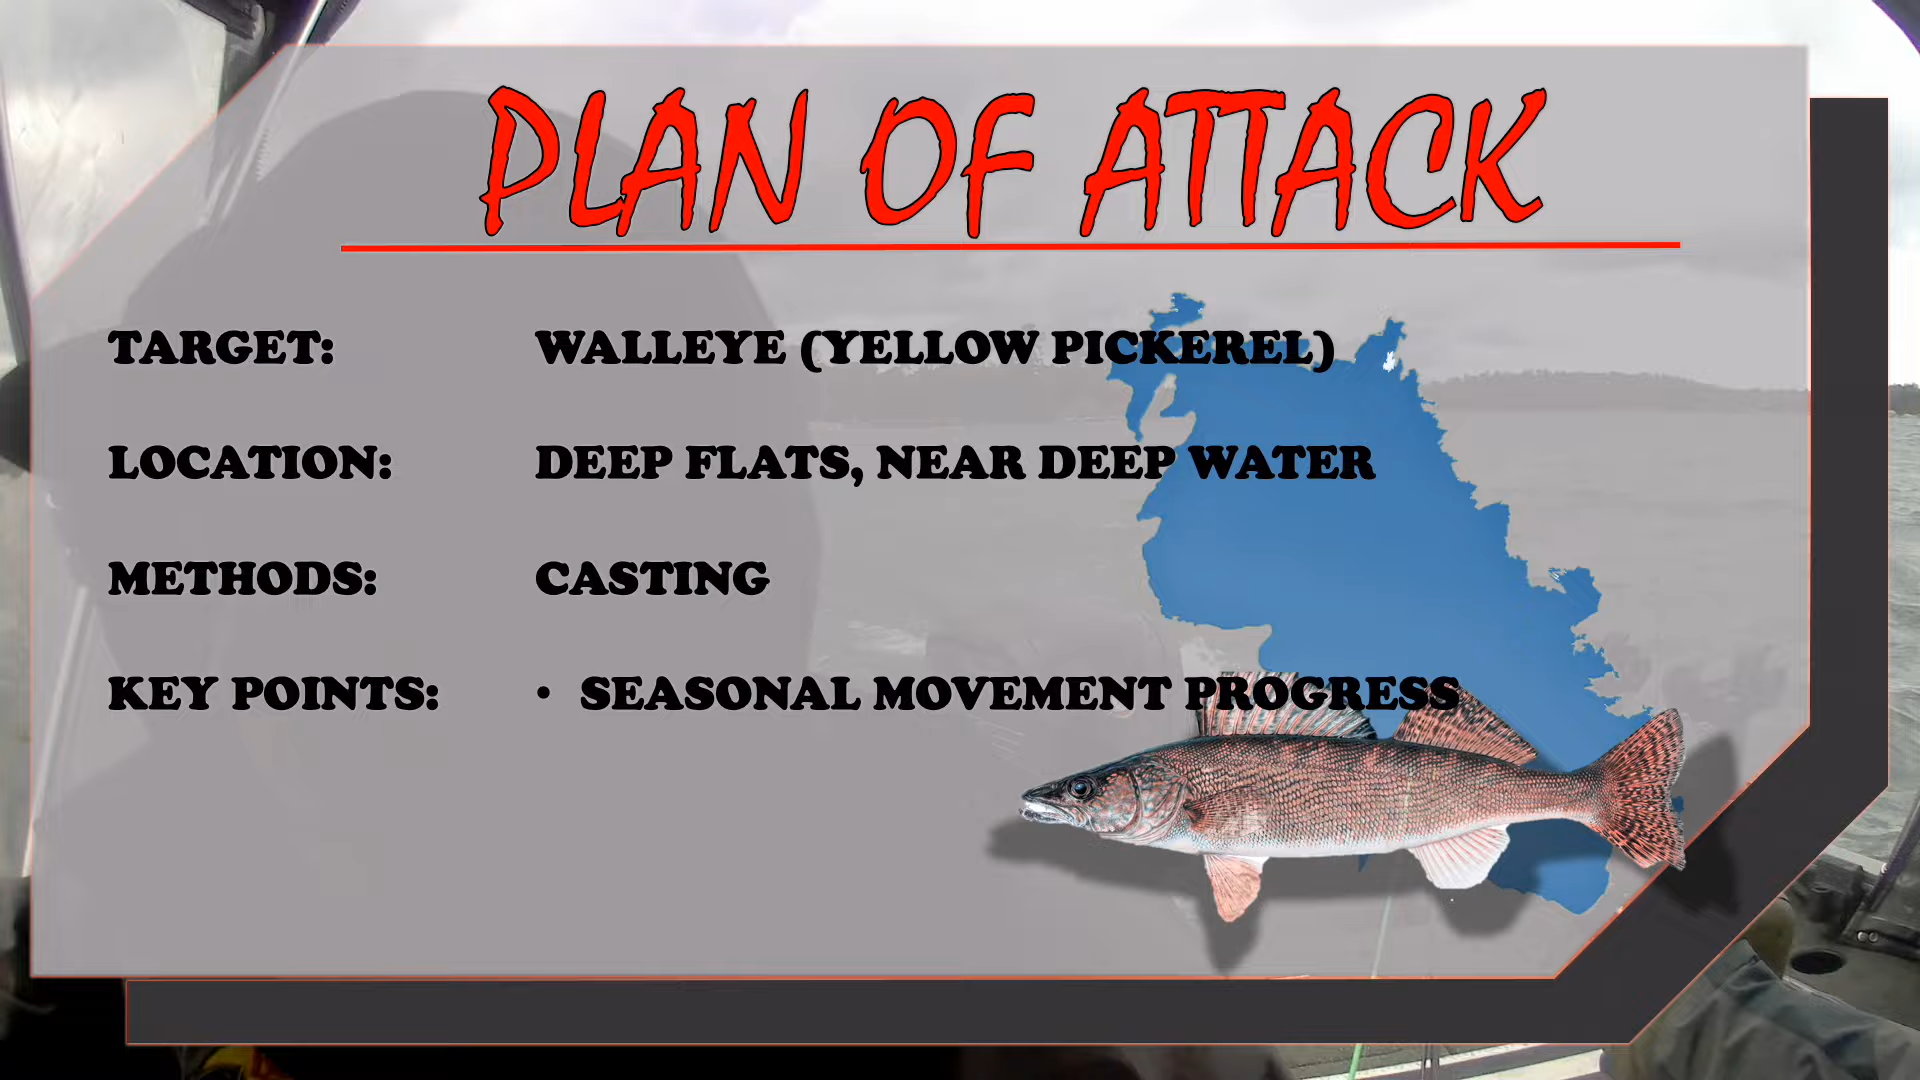 PLAN OF ATTACK
TARGET: WALLEYE (YELLOW PICKEREL)
LOCATION: DEEP FLATS, NEAR DEEP WATER
METHODS: CASTING
KEY POINTS: • SEASONAL MOVEMENT PROGRESS